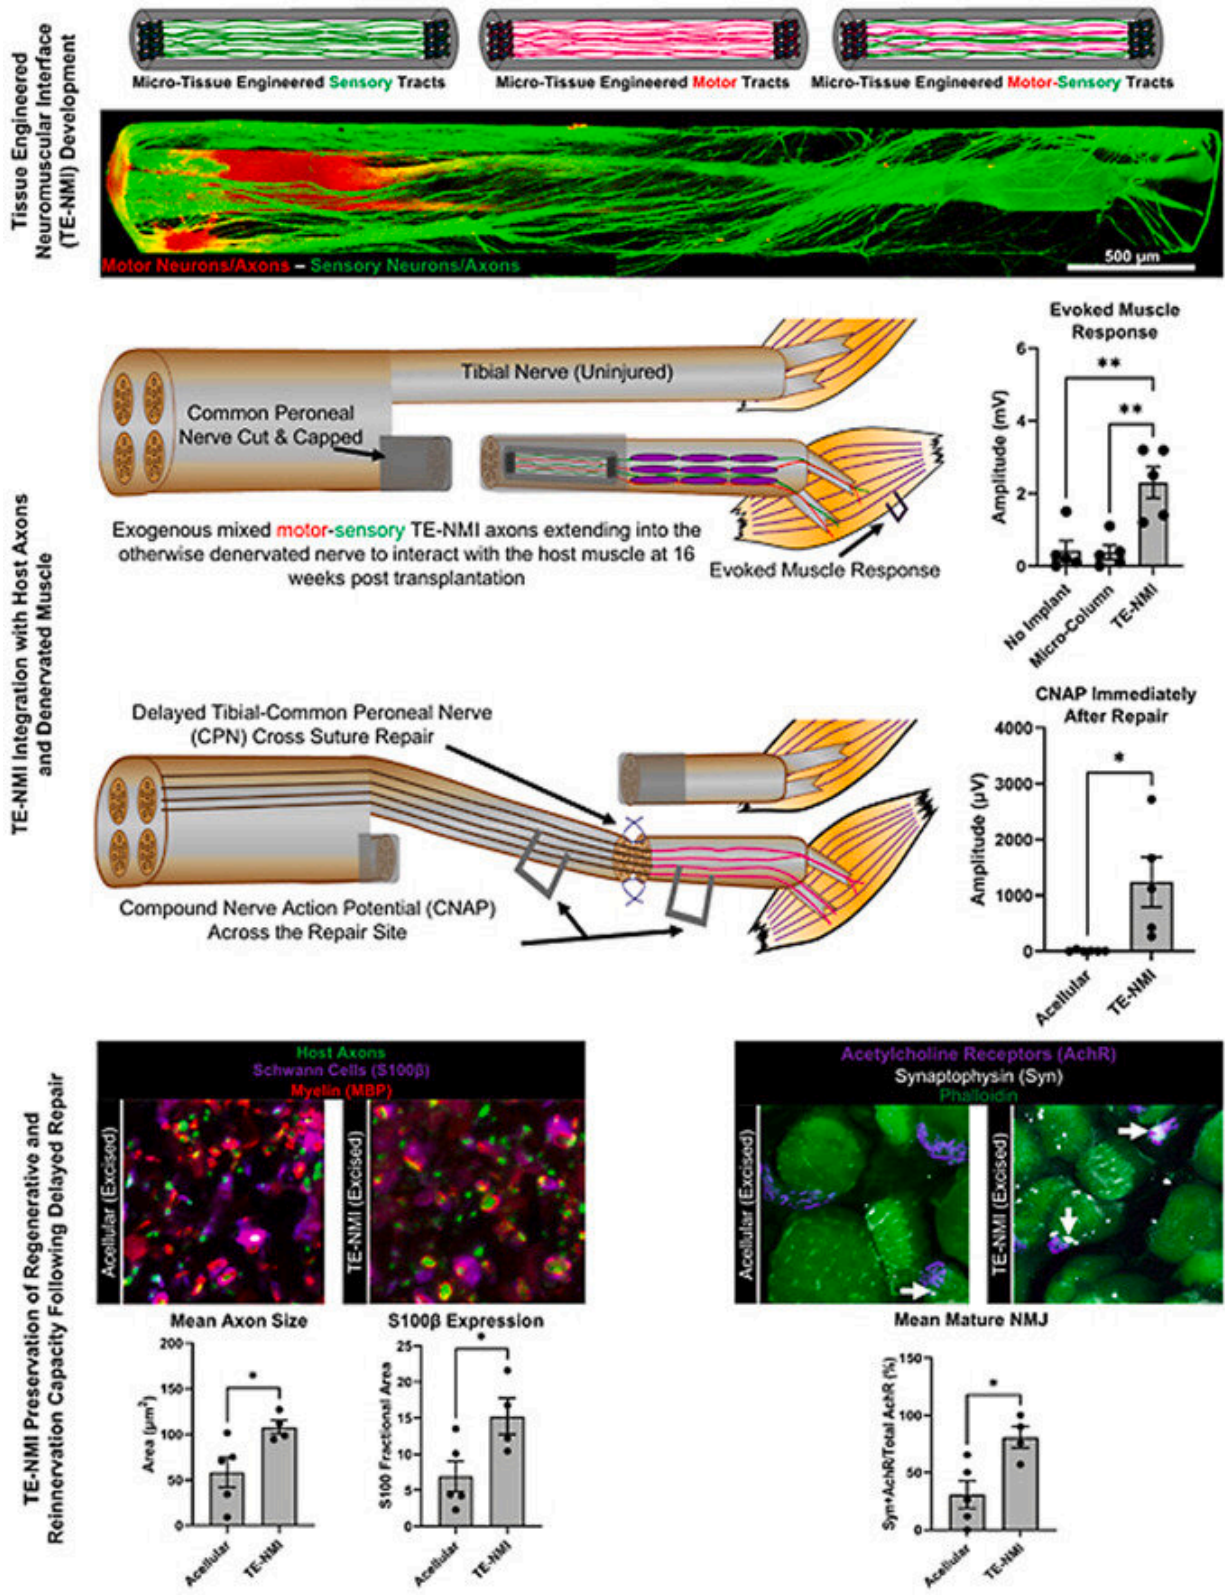 Tissue Engineered
Neuromuscular Interface
(TE-NMI) Development
Micro-Tissue Engineered Sensory Tracts
Micro-Tissue Engineered Motor Tracts
Micro-Tissue Engineered Motor-Sensory Tracts
Motor Neurons/Axons – Sensory Neurons/Axons
500 µm
TE-NMI Integration with Host Axons
and Denervated Muscle
Tibial Nerve (Uninjured)
Common Peroneal
Nerve Cut & Capped
Exogenous mixed motor-sensory TE-NMI axons extending into the
otherwise denervated nerve to interact with the host muscle at 16
weeks post transplantation
Evoked Muscle Response
Evoked Muscle
Response
Amplitude (mV)
6
4
2
0
**
**
No Implant
Micro-Column
TE-NMI
Delayed Tibial-Common Peroneal Nerve
(CPN) Cross Suture Repair
Compound Nerve Action Potential (CNAP)
Across the Repair Site
CNAP Immediately
After Repair
Amplitude (µV)
4000
3000
2000
1000
0
*
Acellular
TE-NMI
TE-NMI Preservation of Regenerative and
Reinnervation Capacity Following Delayed Repair
Host Axons
Schwann Cells (S100β)
Myelin (MBP)
Acellular (Excised)
TE-NMI (Excised)
Acetylcholine Receptors (AchR)
Synaptophysin (Syn)
Phalloidin
Acellular (Excised)
TE-NMI (Excised)
Mean Axon Size
Area (µm²)
200
150
100
50
0
*
Acellular
TE-NMI
S100β Expression
S100 Fractional Area
25
20
15
10
5
0
*
Acellular
TE-NMI
Mean Mature NMJ
Syn+AchR/Total AchR (%)
150
100
50
0
*
Acellular
TE-NMI